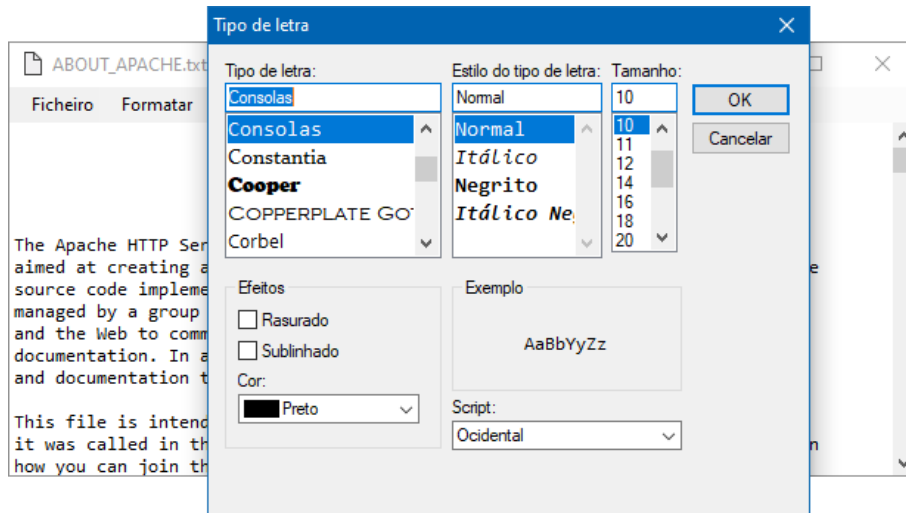 Tipo de letra
ABOUT_APACHE.txt
Ficheiro Formatar
Tipo de letra:
Consolas
Consolas
Constantia
Cooper
COPPERPLATE GO
Corbel
Estilo do tipo de letra:
Normal
Normal
Itálico
Negrito
Itálico Ne
Tamanho:
10
10
11
12
14
16
18
20
OK
Cancelar
Efeitos
Rasurado
Sublinhado
Cor:
Preto
Exemplo
AaBbYyZz
Script:
Ocidental
The Apache HTTP Ser
aimed at creating a
source code impleme
managed by a group
and the Web to comm
documentation. In a
and documentation t
This file is intend
it was called in th
how you can join th